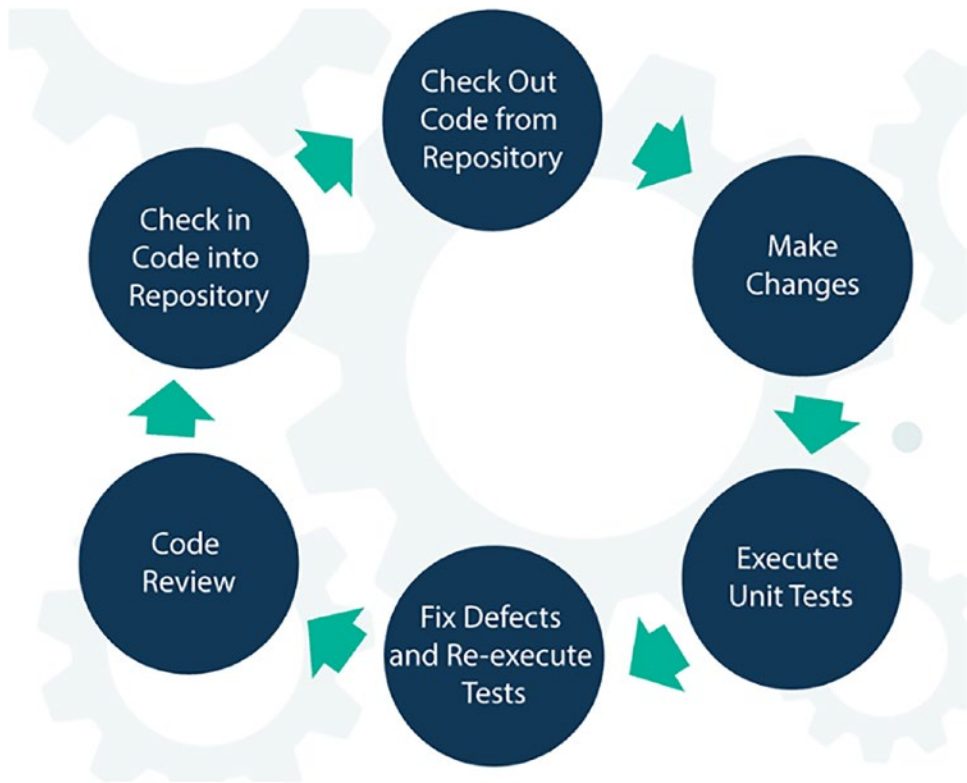 Check Out
Code from
Repository
Make
Changes
Execute
Unit Tests
Fix Defects
and Re-execute
Tests
Code
Review
Check in
Code into
Repository